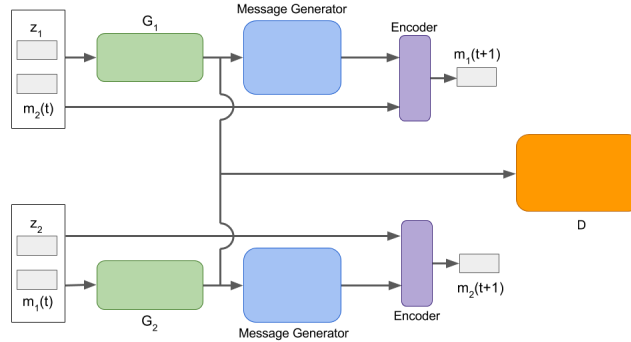 Message Generator
z1
G1
Encoder
m1(t+1)
m2(t)
D
z2
Encoder
m2(t+1)
m1(t)
G2
Message Generator